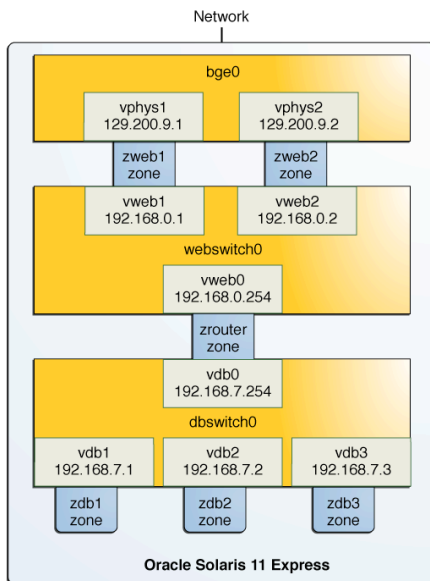 Network
bge0
vphys1
129.200.9.1
vphys2
129.200.9.2
zweb1
zone
zweb2
zone
vweb1
192.168.0.1
vweb2
192.168.0.2
webswitch0
vweb0
192.168.0.254
zrouter
zone
vdb0
192.168.7.254
dbswitch0
vdb1
192.168.7.1
vdb2
192.168.7.2
vdb3
192.168.7.3
zdb1
zone
zdb2
zone
zdb3
zone
Oracle Solaris 11 Express